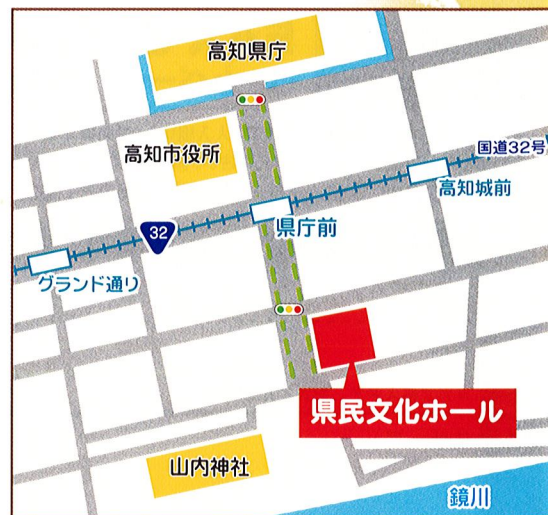 高知県庁
高知市役所
国道32号
高知城前
県庁前
32
グランド通り
県民文化ホール
山内神社
鏡川